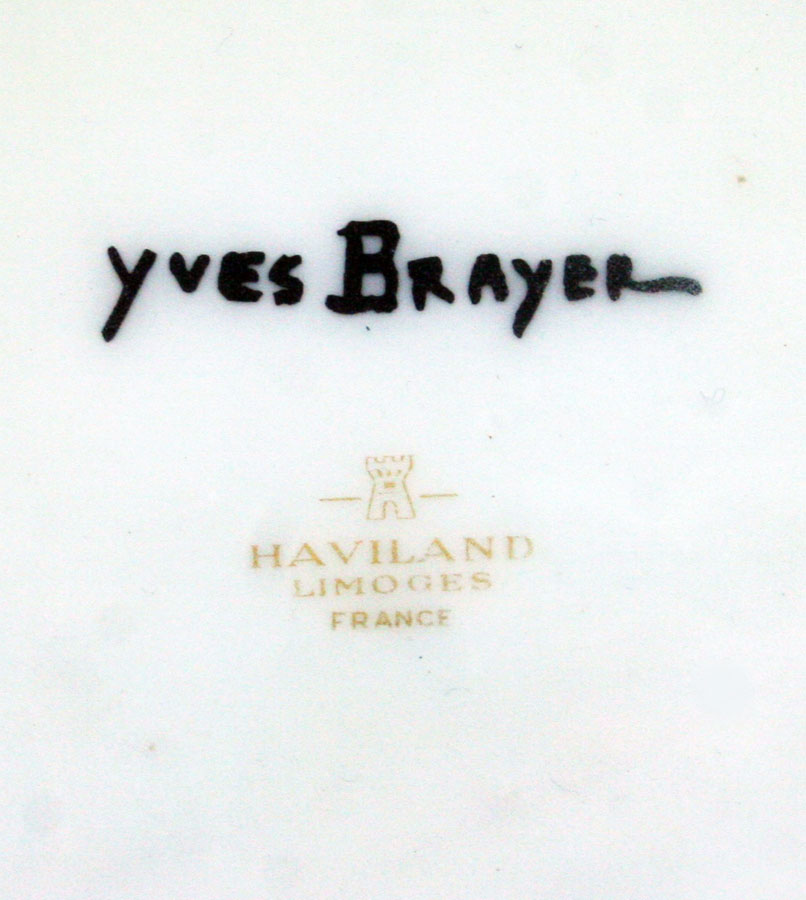 YVES BRAYER
HAVILAND
LIMOGES
FRANCE